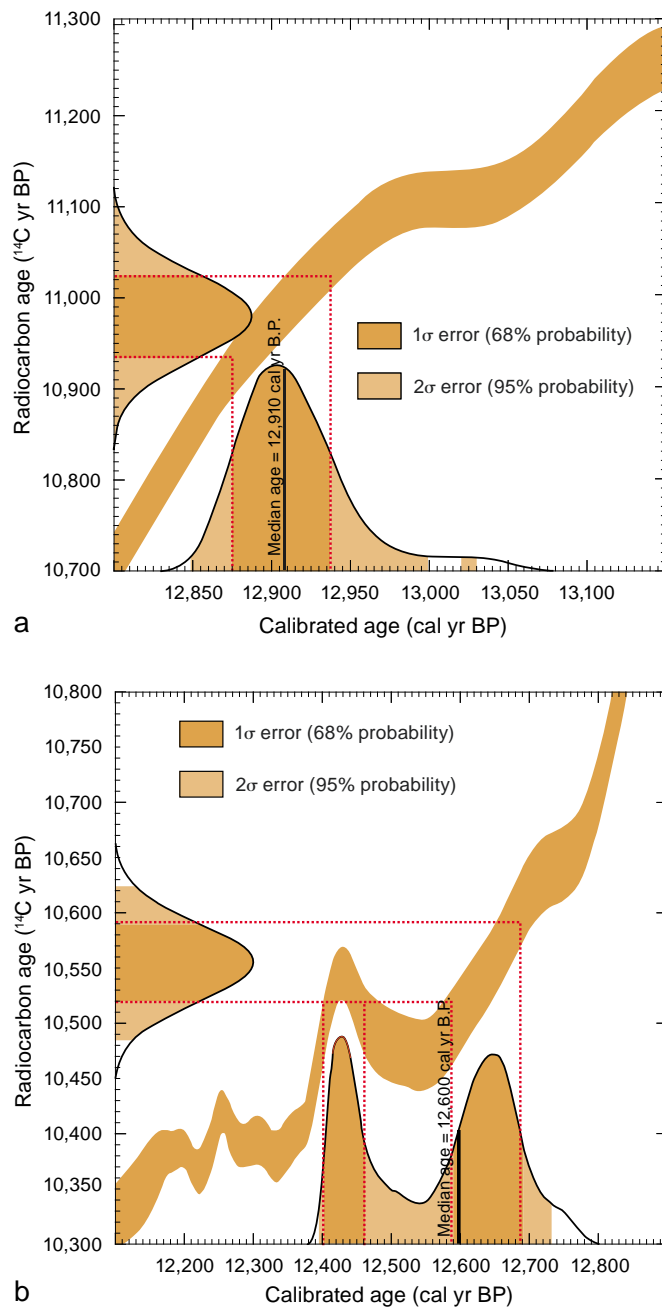 11,300
11,200
11,100
11,000
10,900
10,800
10,700
Radiocarbon age (¹⁴C yr BP)
Median age = 12,910 cal yr B.P.
1σ error (68% probability)
2σ error (95% probability)
12,850 12,900 12,950 13,000 13,050 13,100
Calibrated age (cal yr BP)
a
10,800
10,750
10,700
10,650
10,600
10,550
10,500
10,450
10,400
10,350
10,300
Radiocarbon age (¹⁴C yr BP)
1σ error (68% probability)
2σ error (95% probability)
Median age = 12,600 cal yr B.P.
12,200 12,300 12,400 12,500 12,600 12,700 12,800
Calibrated age (cal yr BP)
b